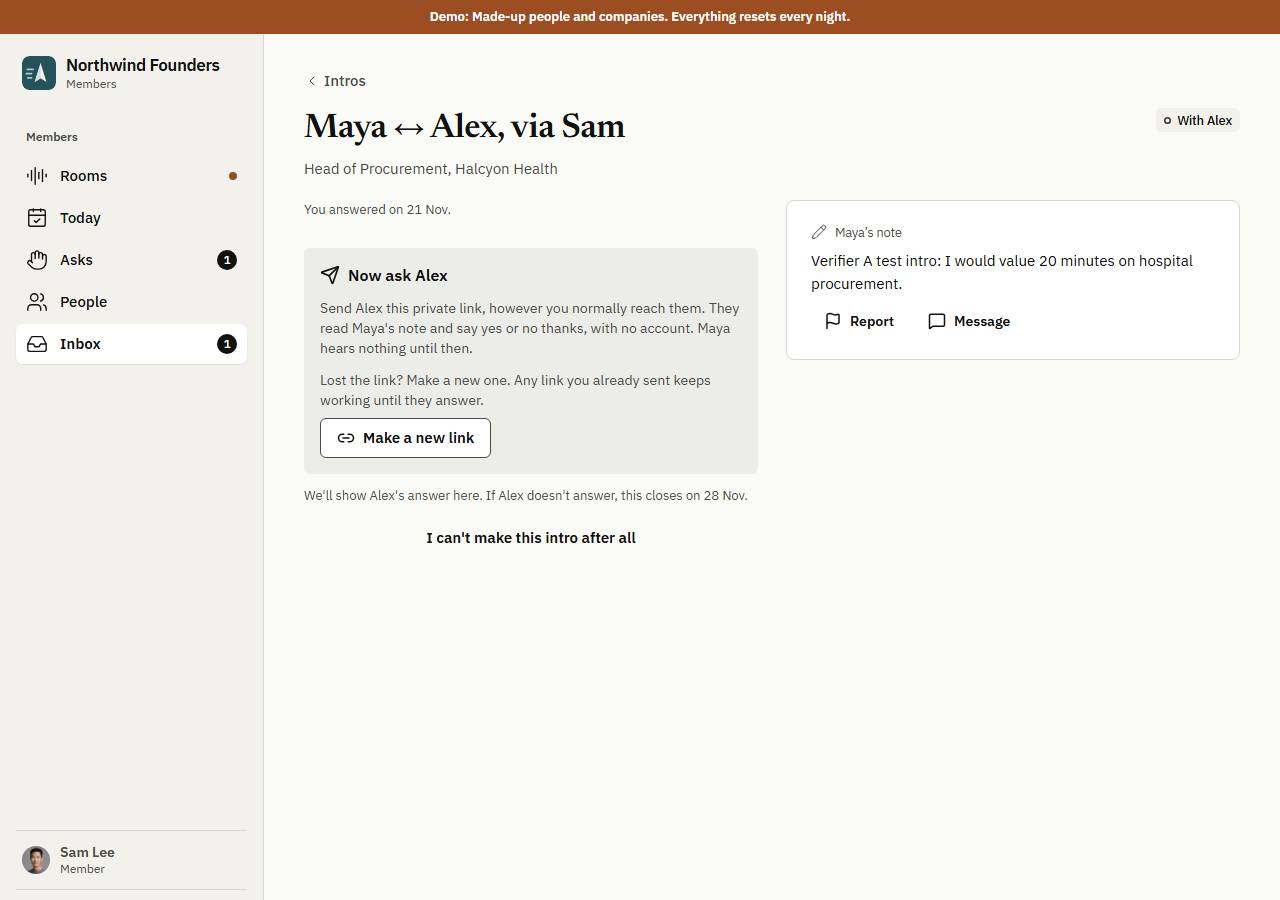 Demo: Made-up people and companies. Everything resets every night.
Northwind Founders
Members
Members
Rooms
Today
Asks 1
People
Inbox 1
Sam Lee
Member
Intros
Maya ↔ Alex, via Sam
With Alex
Head of Procurement, Halcyon Health
You answered on 21 Nov.
Now ask Alex
Send Alex this private link, however you normally reach them. They
read Maya's note and say yes or no thanks, with no account. Maya
hears nothing until then.
Lost the link? Make a new one. Any link you already sent keeps
working until they answer.
Make a new link
We'll show Alex's answer here. If Alex doesn't answer, this closes on 28 Nov.
I can't make this intro after all
Maya's note
Verifier A test intro: I would value 20 minutes on hospital
procurement.
Report Message